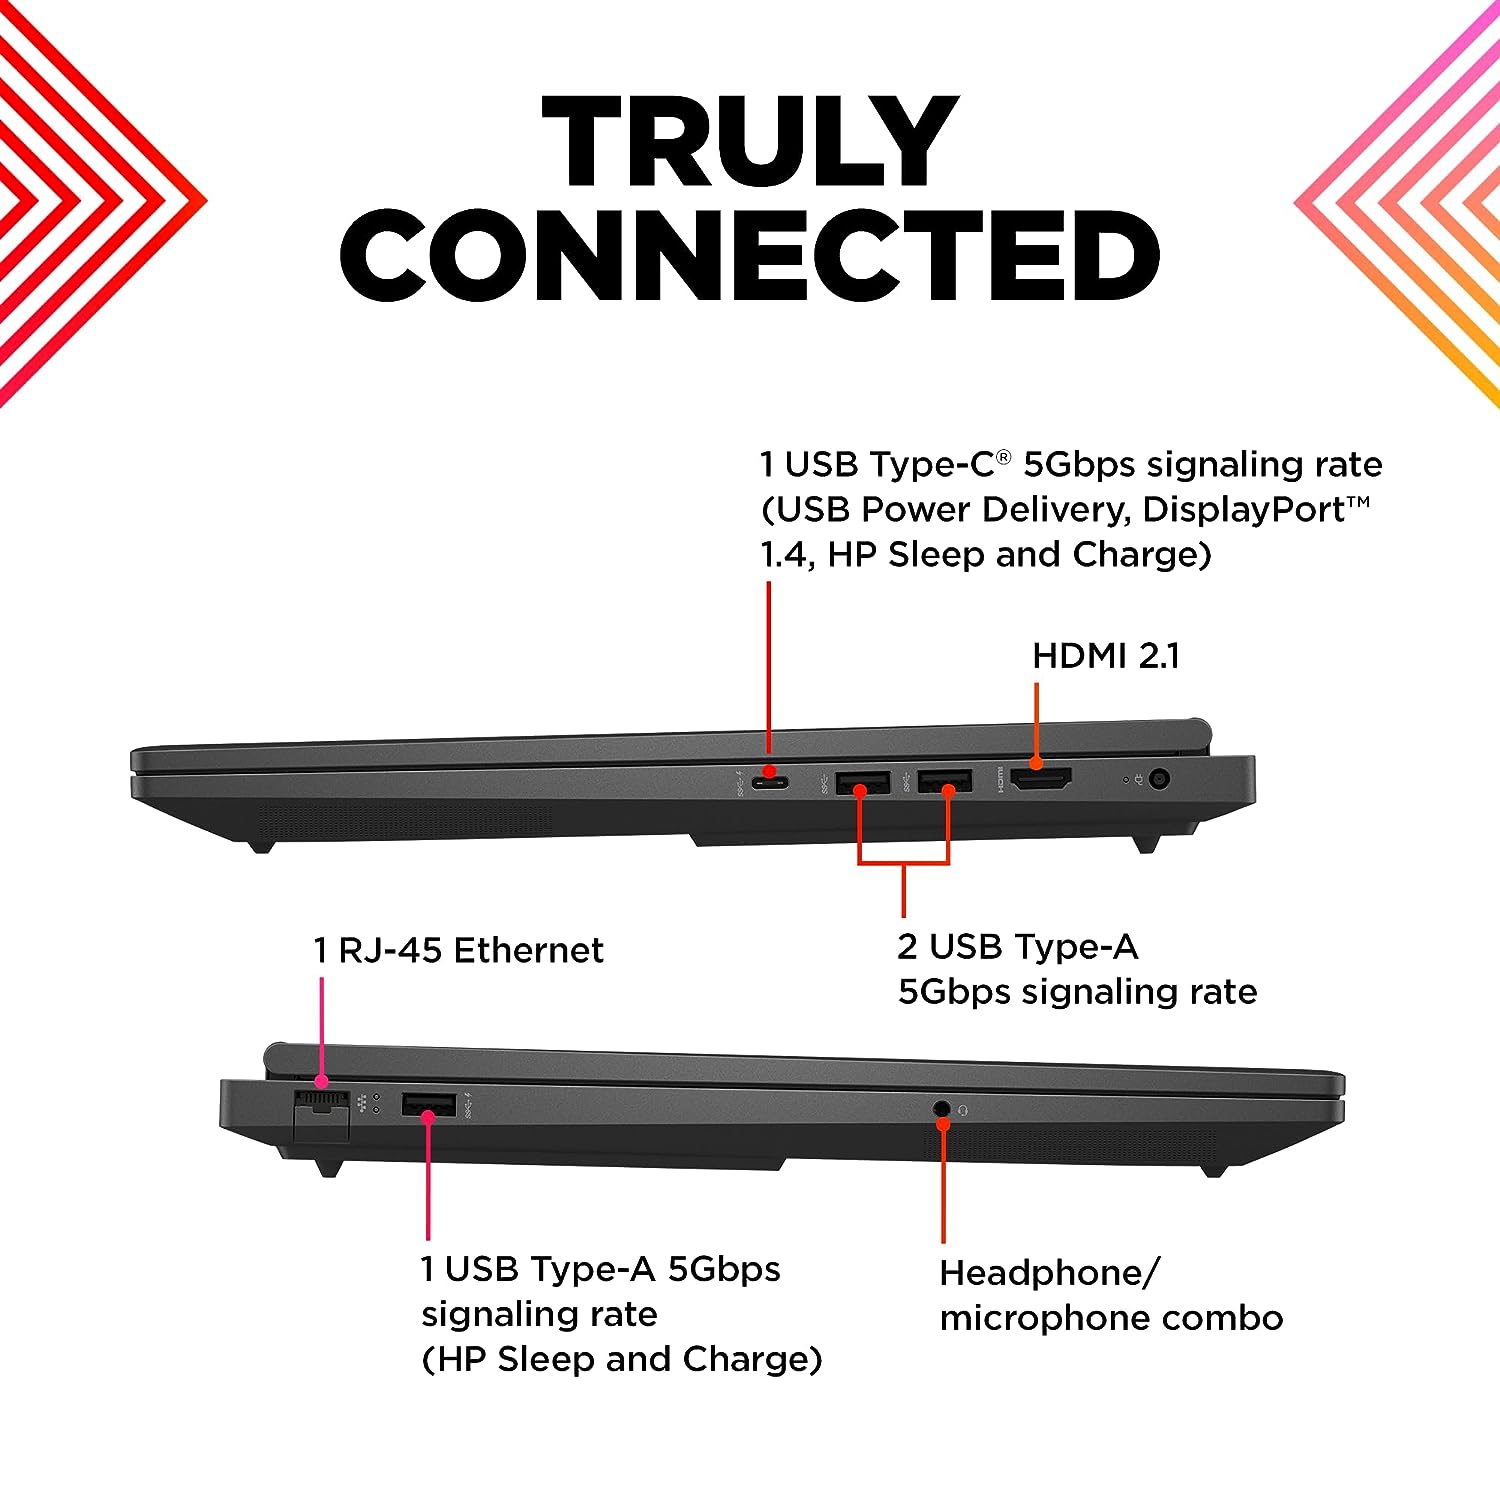 TRULY
CONNECTED
1 USB Type-C® 5Gbps signaling rate
(USB Power Delivery, DisplayPort™
1.4, HP Sleep and Charge)
HDMI 2.1
HDMI
2 USB Type-A
5Gbps signaling rate
1 RJ-45 Ethernet
1 USB Type-A 5Gbps
signaling rate
(HP Sleep and Charge)
Headphone/
microphone combo